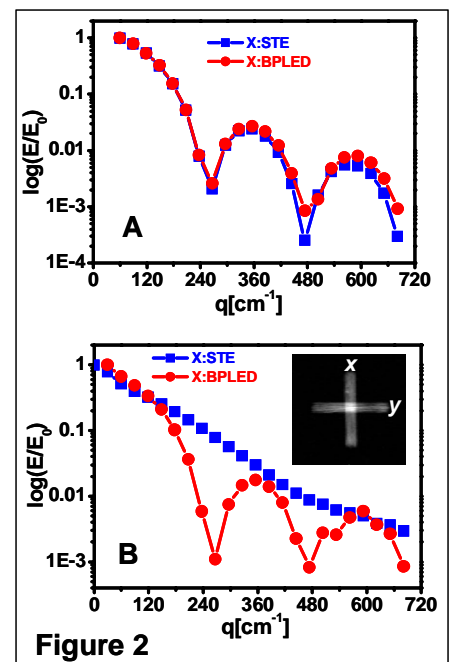 1
0.1
0.01
1E-3
1E-4
log(E/E₀)
X:STE
X:BPLED
A
0 120 240 360 480 600 720
q[cm⁻¹]
1
0.1
0.01
1E-3
log(E/E₀)
X:STE
X:BPLED
x
y
B
0 120 240 360 480 600 720
q[cm⁻¹]
Figure 2